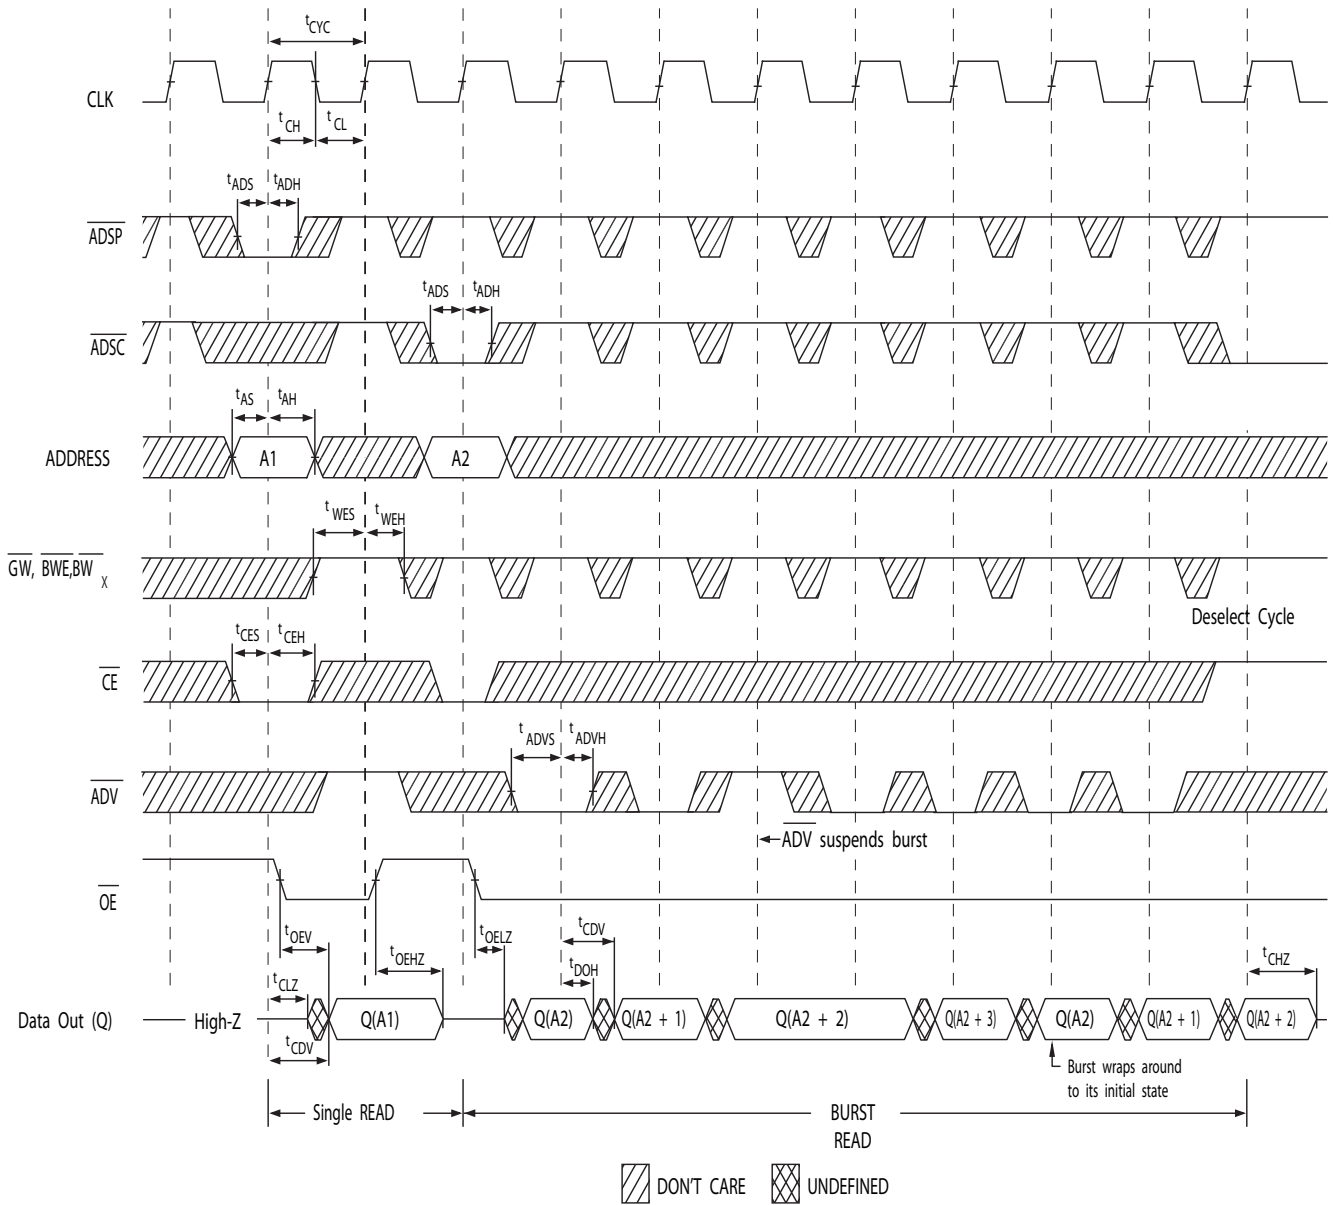 tCYC
CLK
tCH
tCL
tADS
tADH
ADSP
tADS
tADH
ADSC
tAS
tAH
ADDRESS
A1
A2
tWES
tWEH
GW, BWE,BWX
Deselect Cycle
tCES
tCEH
CE
tADVS
tADVH
ADV
ADV suspends burst
OE
tOEV
tOEHZ
tOELZ
tCDV
tDOH
tCHZ
tCLZ
Data Out (Q)
High-Z
Q(A1)
Q(A2)
Q(A2 + 1)
Q(A2 + 2)
Q(A2 + 3)
Q(A2)
Q(A2 + 1)
Q(A2 + 2)
tCDV
Burst wraps around
to its initial state
Single READ
BURST
READ
DON'T CARE
UNDEFINED